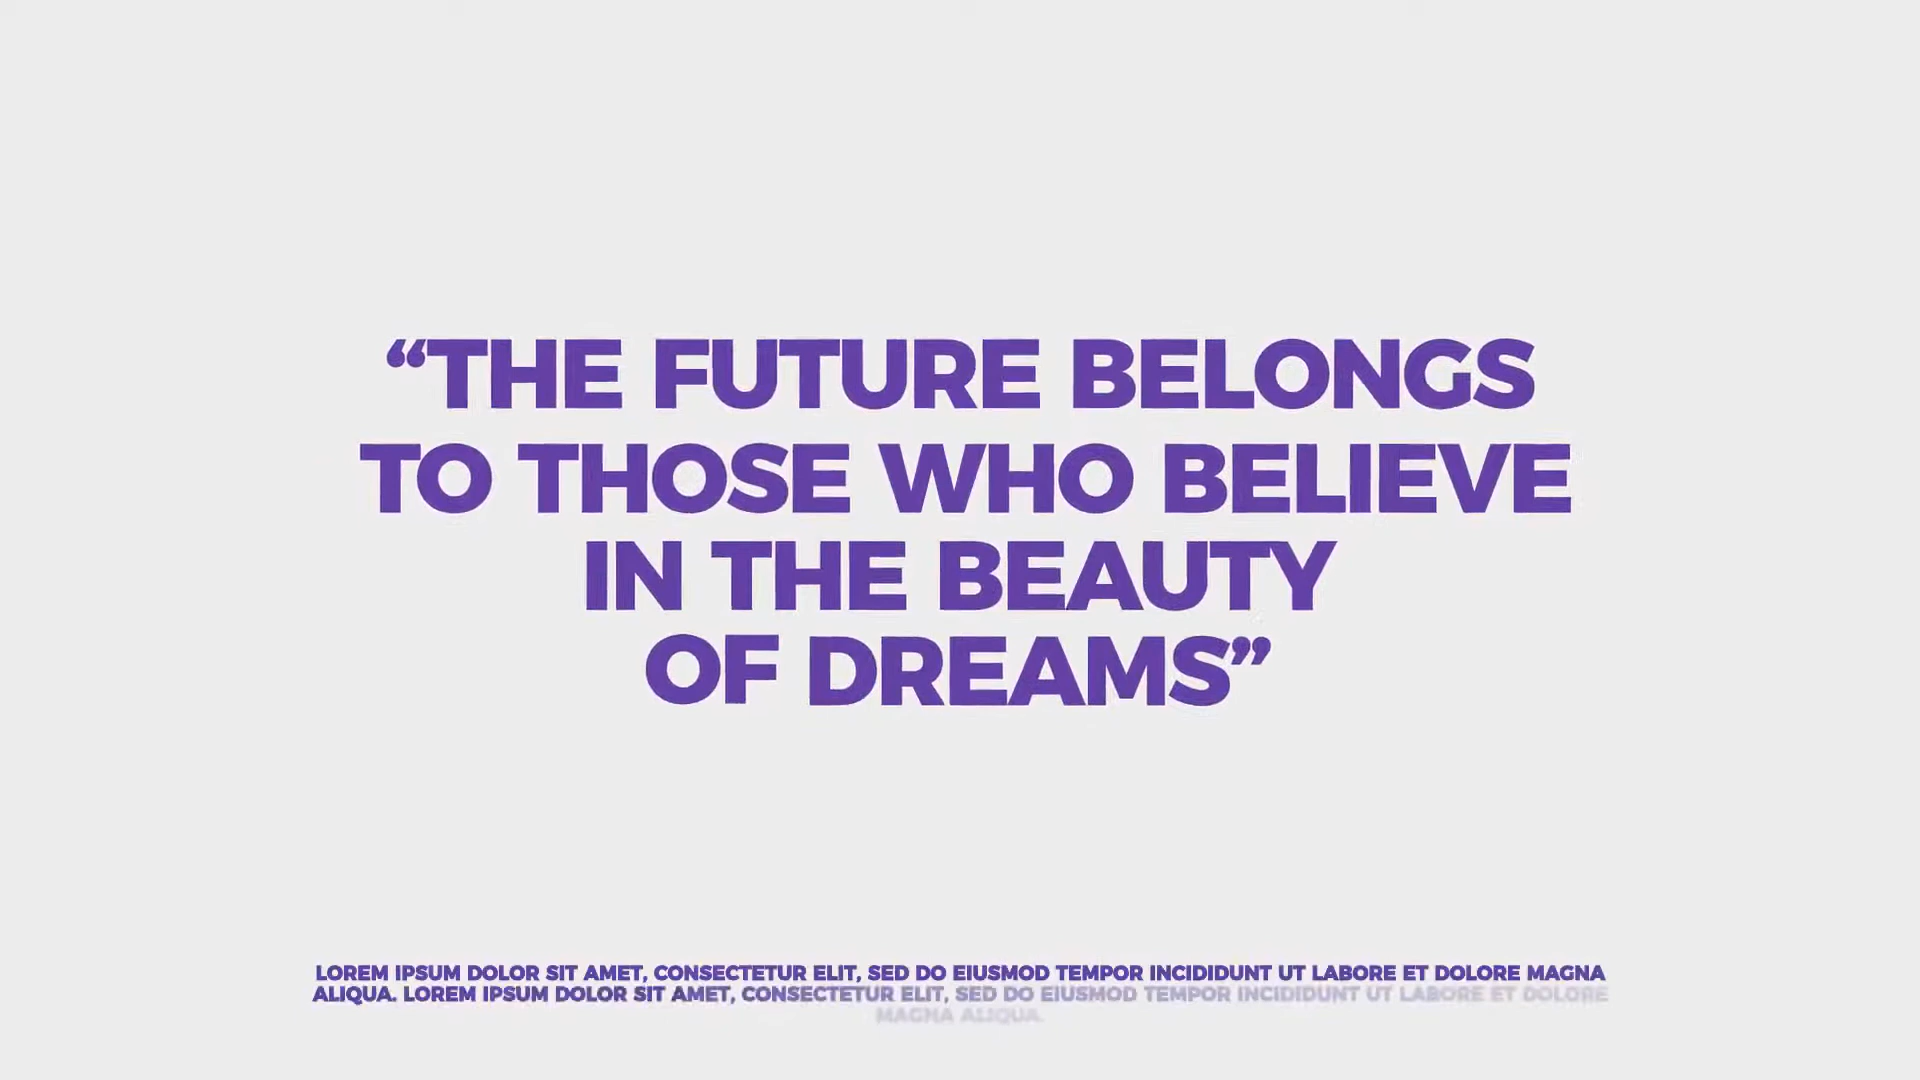 “THE FUTURE BELONGS
TO THOSE WHO BELIEVE
IN THE BEAUTY
OF DREAMS”
LOREM IPSUM DOLOR SIT AMET, CONSECTETUR ELIT, SED DO EIUSMOD TEMPOR INCIDIDUNT UT LABORE ET DOLORE MAGNA
ALIQUA. LOREM IPSUM DOLOR SIT AMET, CONSECTETUR ELIT, SED DO EIUSMOD TEMPOR INCIDIDUNT UT LABORE ET DOLORE
MAGNA ALIQUA.